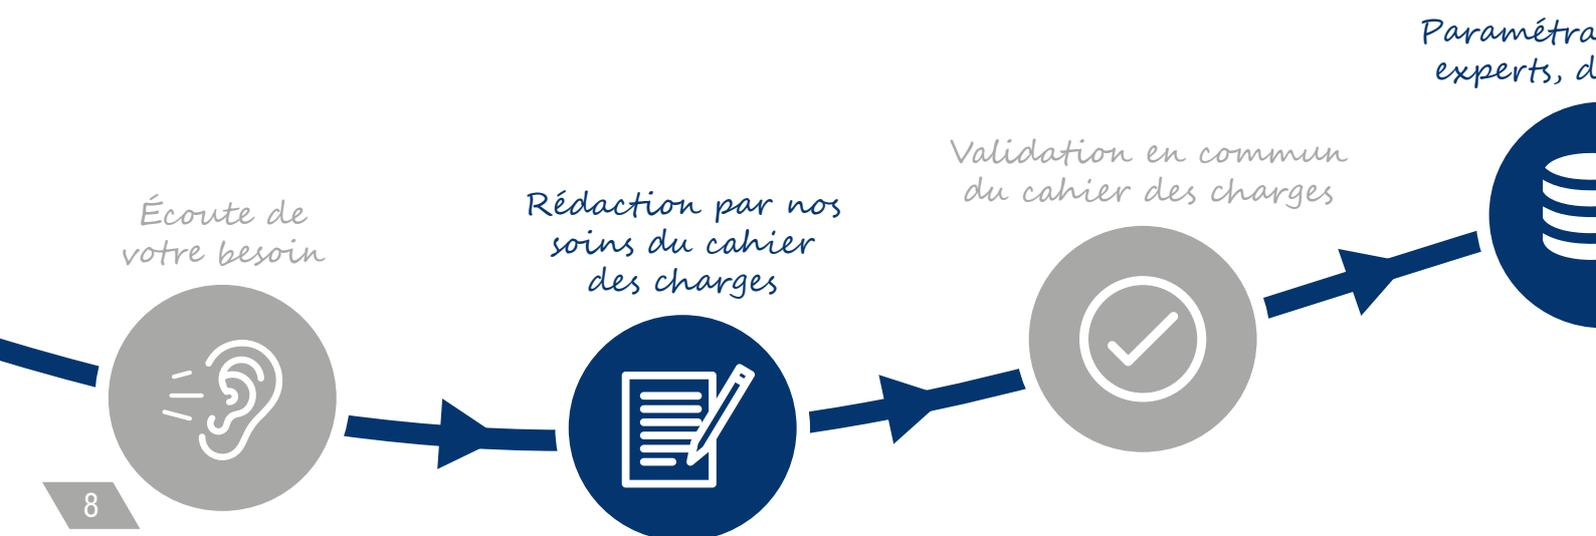 Écoute de
votre besoin
Rédaction par nos
soins du cahier
des charges
Validation en commun
du cahier des charges
Paramétra
experts, d
8